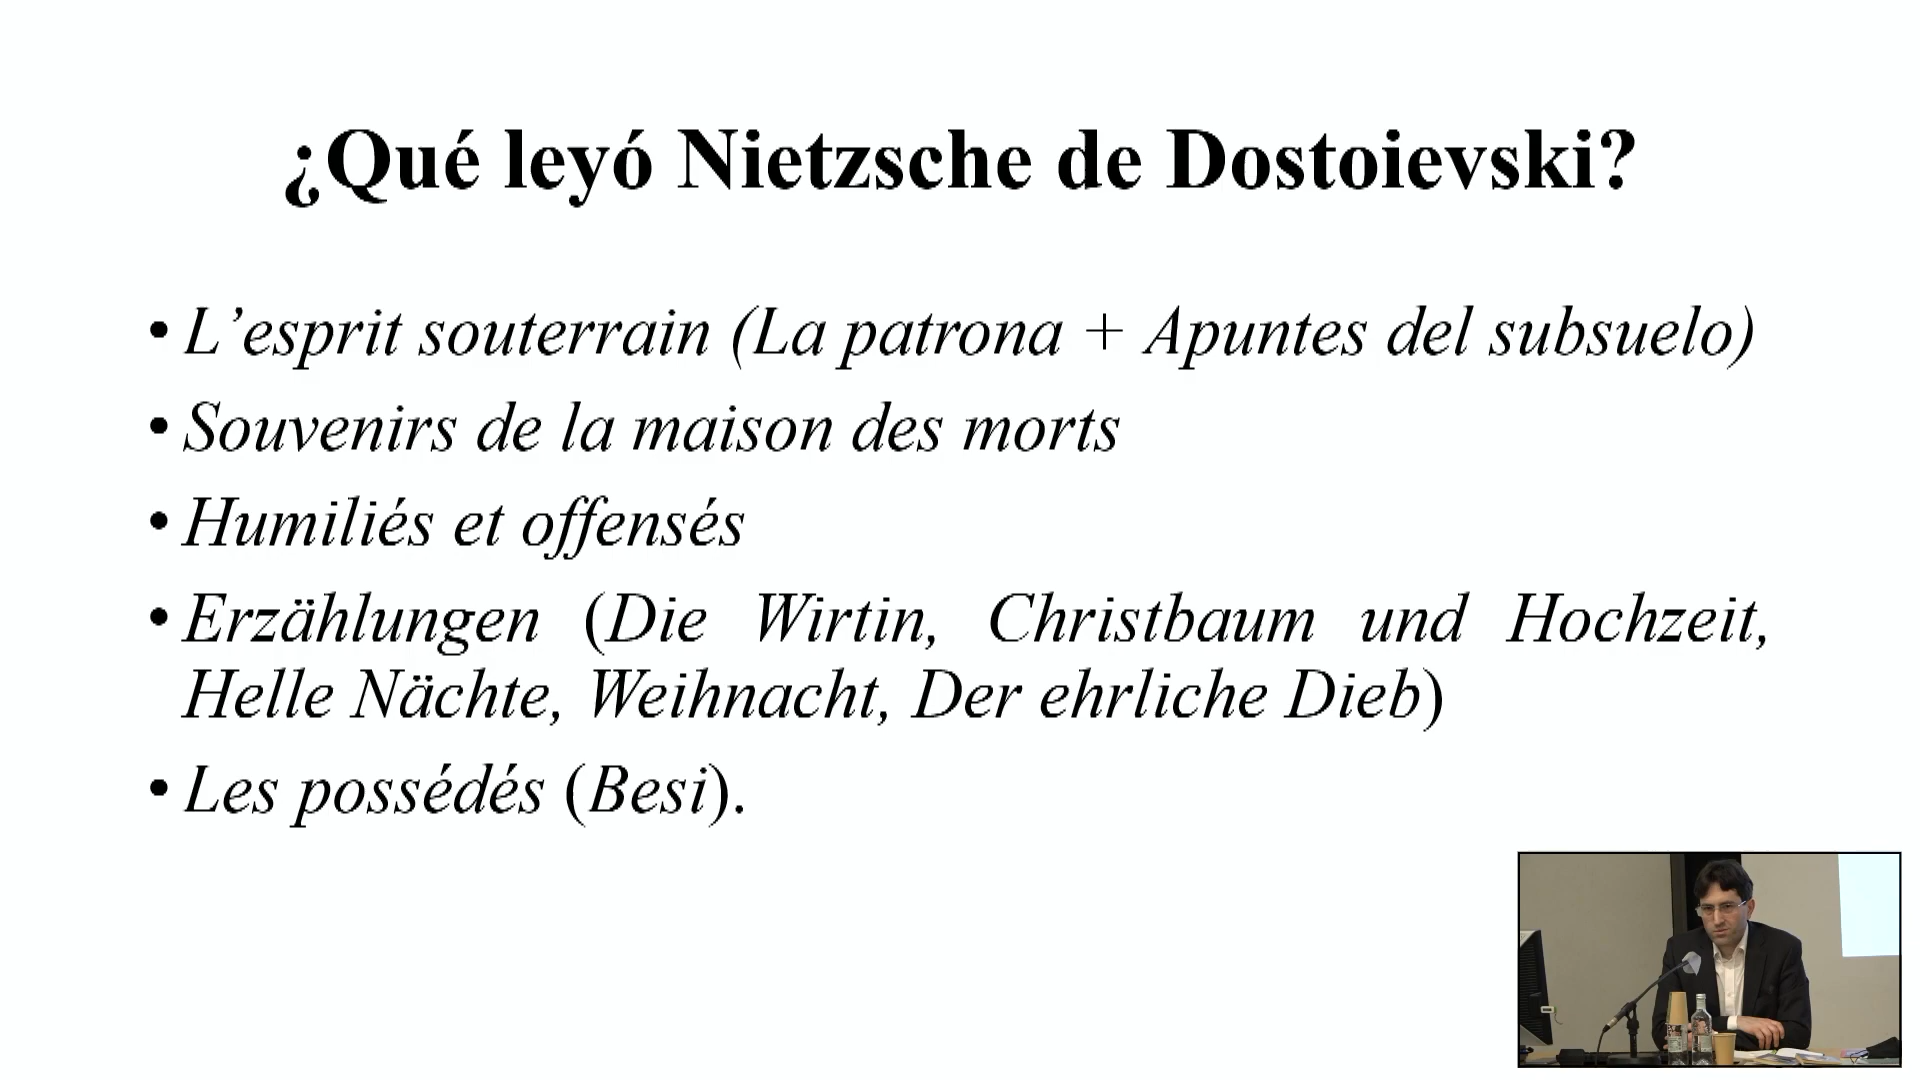 ¿Qué leyó Nietzsche de Dostoievski?
• L’esprit souterrain (La patrona + Apuntes del subsuelo)
• Souvenirs de la maison des morts
• Humiliés et offensés
• Erzählungen (Die Wirtin, Christbaum und Hochzeit,
Helle Nächte, Weihnacht, Der ehrliche Dieb)
• Les possédés (Besi).